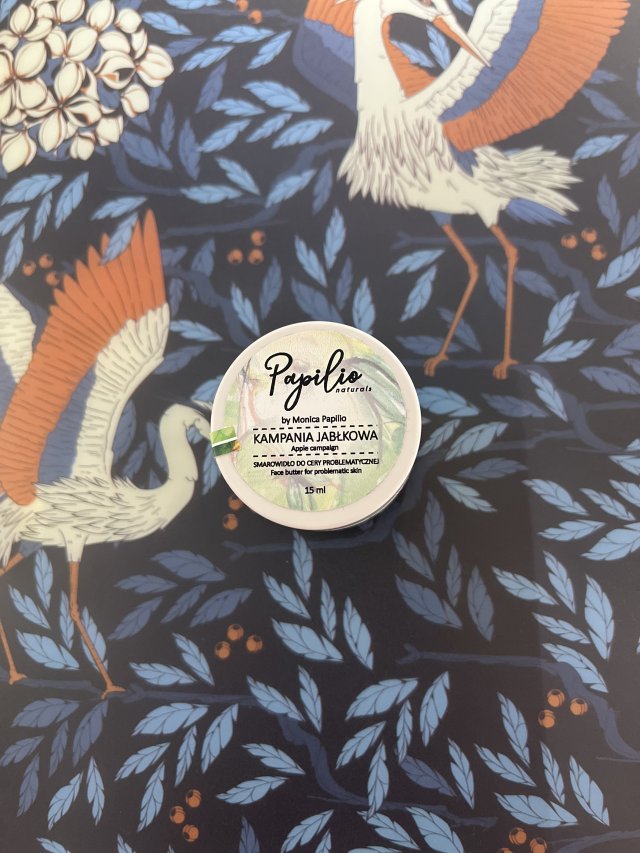 Papilio
naturals
by Monica Papilio
KAMPANIA JABŁKOWA
Apple campaign
SMAROWIDŁO DO CERY PROBLEMATYCZNEJ
Face butter for problematic skin
15 ml